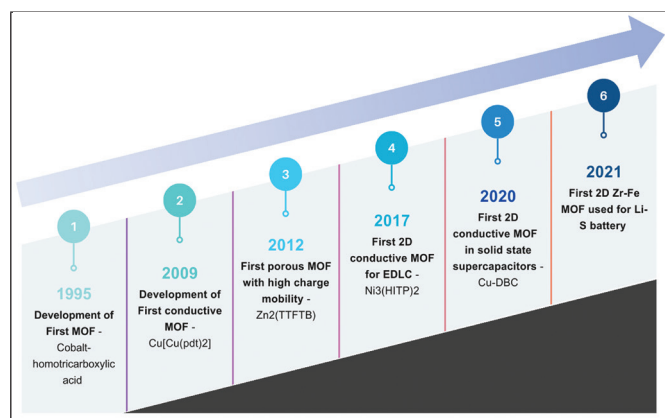 1
1995
Development of
First MOF -
Cobalt-
homotricarboxylic
acid
2
2009
Development of
First conductive
MOF -
Cu[Cu(pdt)2]
3
2012
First porous MOF
with high charge
mobility -
Zn2(TTFTB)
4
2017
First 2D
conductive MOF
for EDLC -
Ni3(HITP)2
5
2020
First 2D
conductive MOF
in solid state
supercapacitors -
Cu-DBC
6
2021
First 2D Zr-Fe
MOF used for Li-
S battery